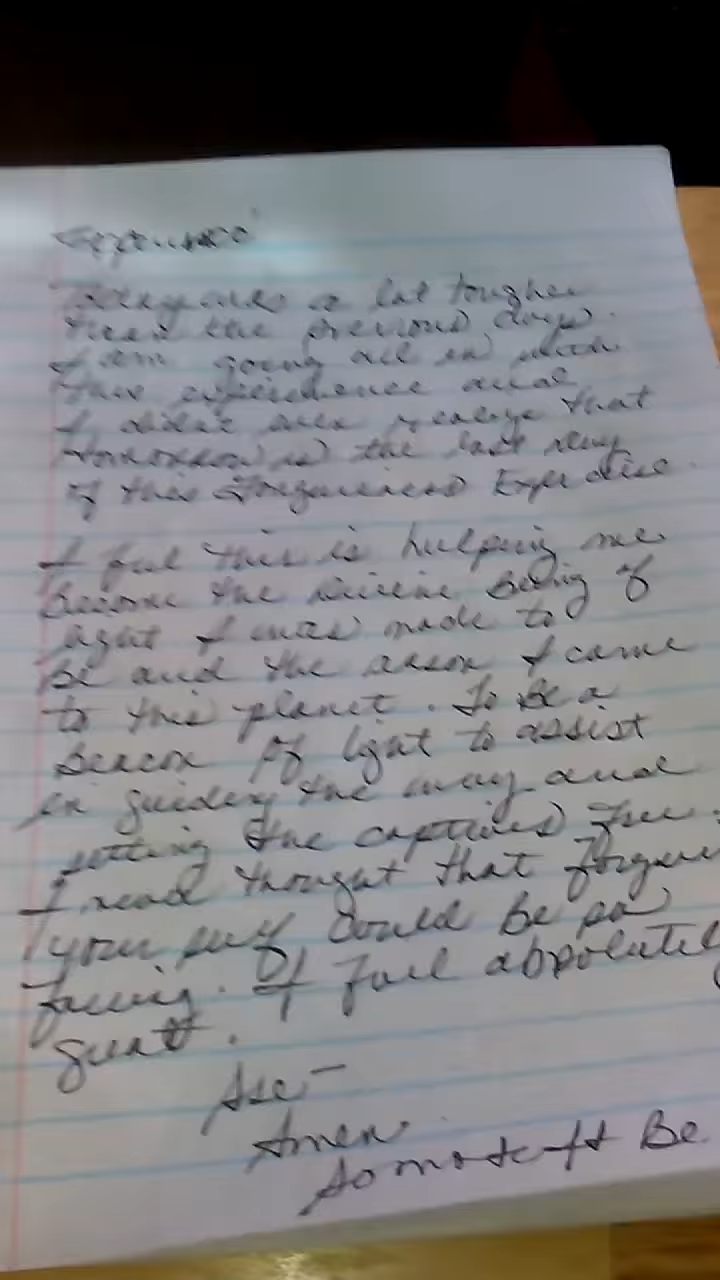 Today was a lot tougher
than the previous days.
I am going all in with
this experience and
I didn't even realize that
tomorrow is the last day
of this Forgiveness Exercise.
I feel this is helping me
become the divine Being of
light I was made to
be and the reason I came
to this planet. To Be a
Beacon of light to assist
in guiding the way and
setting the captives free.
I never thought that forgive
your self could be so
freeing. I feel absolutely
great.
Ase -
Amen.
So mote it Be